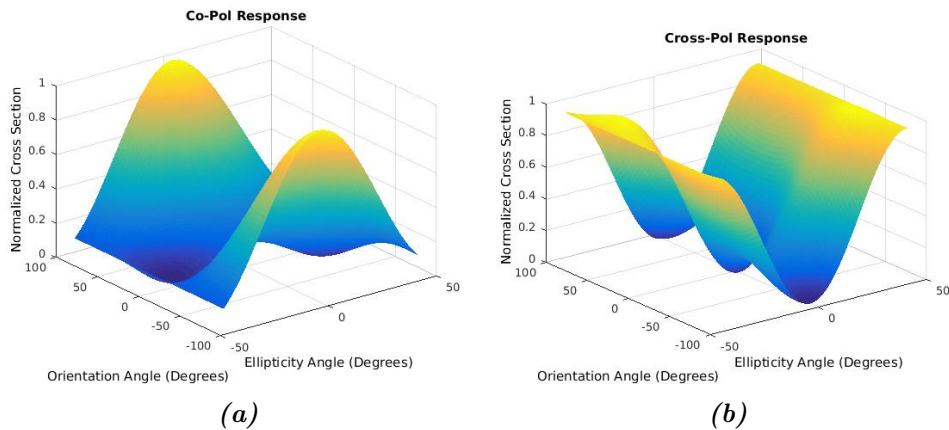 Co-Pol Response
1
0.8
0.6
0.4
0.2
0
Normalized Cross Section
100
50
0
-50
-100
Orientation Angle (Degrees)
-50
0
50
Ellipticity Angle (Degrees)
(a)
Cross-Pol Response
1
0.8
0.6
0.4
0.2
0
Normalized Cross Section
100
50
0
-50
-100
Orientation Angle (Degrees)
-50
0
50
Ellipticity Angle (Degrees)
(b)